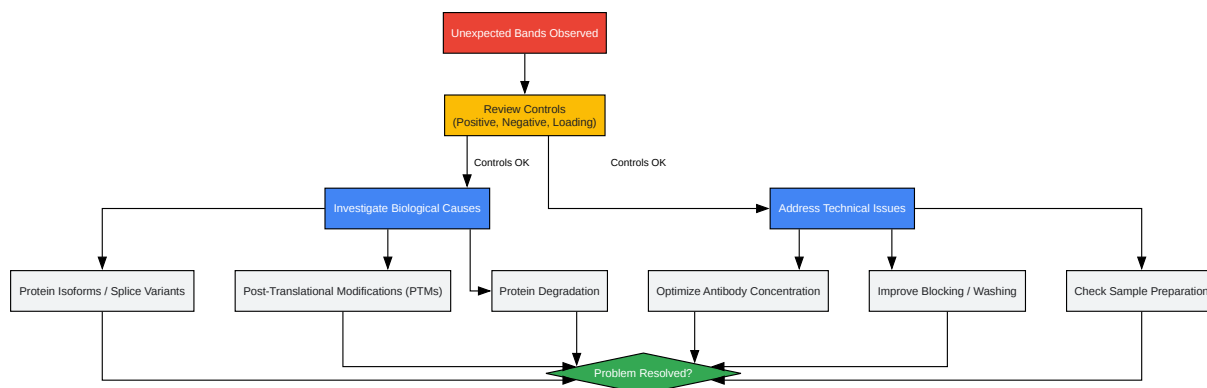 Unexpected Bands Observed
Review Controls
(Positive, Negative, Loading)
Controls OK
Controls OK
Investigate Biological Causes
Address Technical Issues
Protein Isoforms / Splice Variants
Post-Translational Modifications (PTMs)
Protein Degradation
Optimize Antibody Concentration
Improve Blocking / Washing
Check Sample Preparation
Problem Resolved?